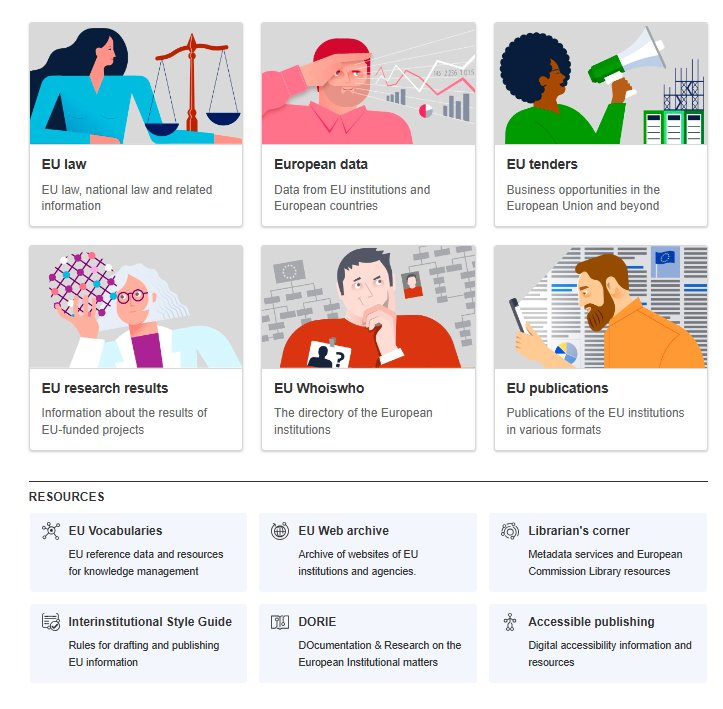 145 2.236 1.015
EU law
EU law, national law and related
information
European data
Data from EU institutions and
European countries
EU tenders
Business opportunities in the
European Union and beyond
?
EU research results
Information about the results of
EU-funded projects
EU Whoiswho
The directory of the European
institutions
EU publications
Publications of the EU institutions
in various formats
RESOURCES
EU Vocabularies
EU reference data and resources
for knowledge management
EU Web archive
Archive of websites of EU
institutions and agencies.
Librarian's corner
Metadata services and European
Commission Library resources
Interinstitutional Style Guide
Rules for drafting and publishing
EU information
DORIE
DOcumentation & Research on the
European Institutional matters
Accessible publishing
Digital accessibility information and
resources